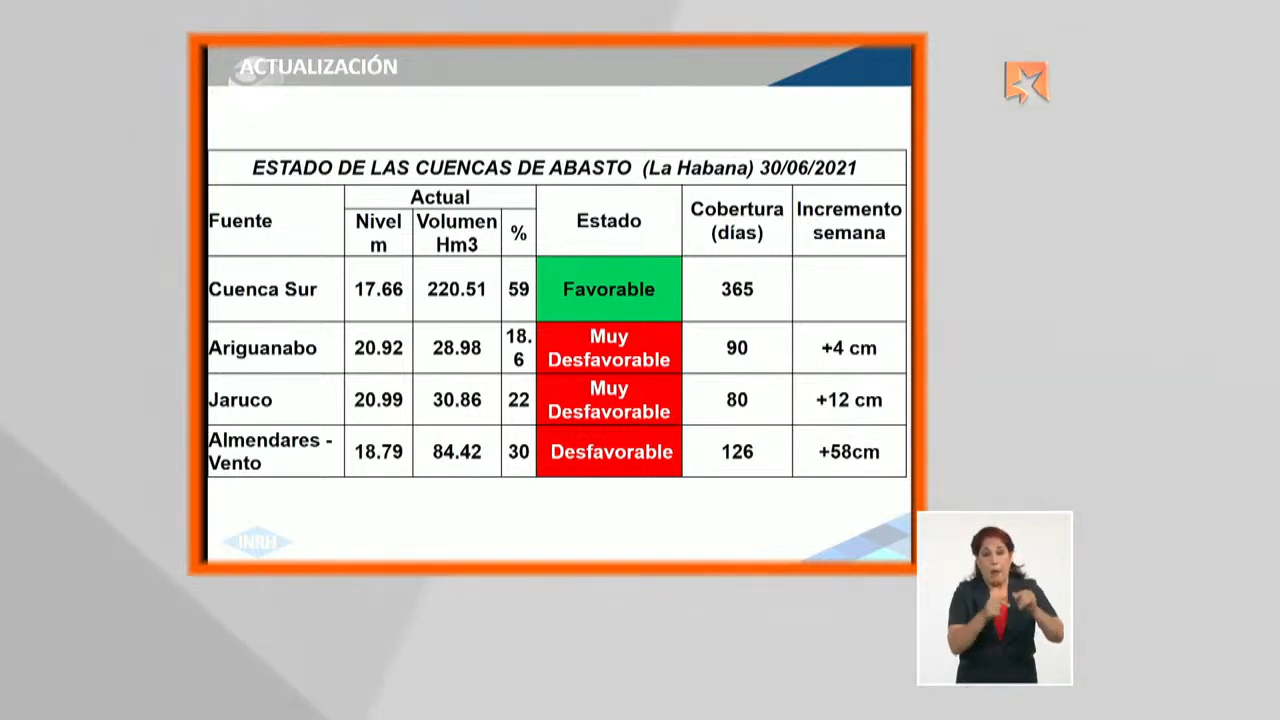 ACTUALIZACIÓN
ESTADO DE LAS CUENCAS DE ABASTO (La Habana) 30/06/2021
Fuente
Actual
Nivel
m
Volumen
Hm3
%
Estado
Cobertura
(días)
Incremento
semana
Cuenca Sur 17.66 220.51 59 Favorable 365
Ariguanabo 20.92 28.98 18.
6 Muy
Desfavorable 90 +4 cm
Jaruco 20.99 30.86 22 Muy
Desfavorable 80 +12 cm
Almendares -
Vento 18.79 84.42 30 Desfavorable 126 +58cm
INRH